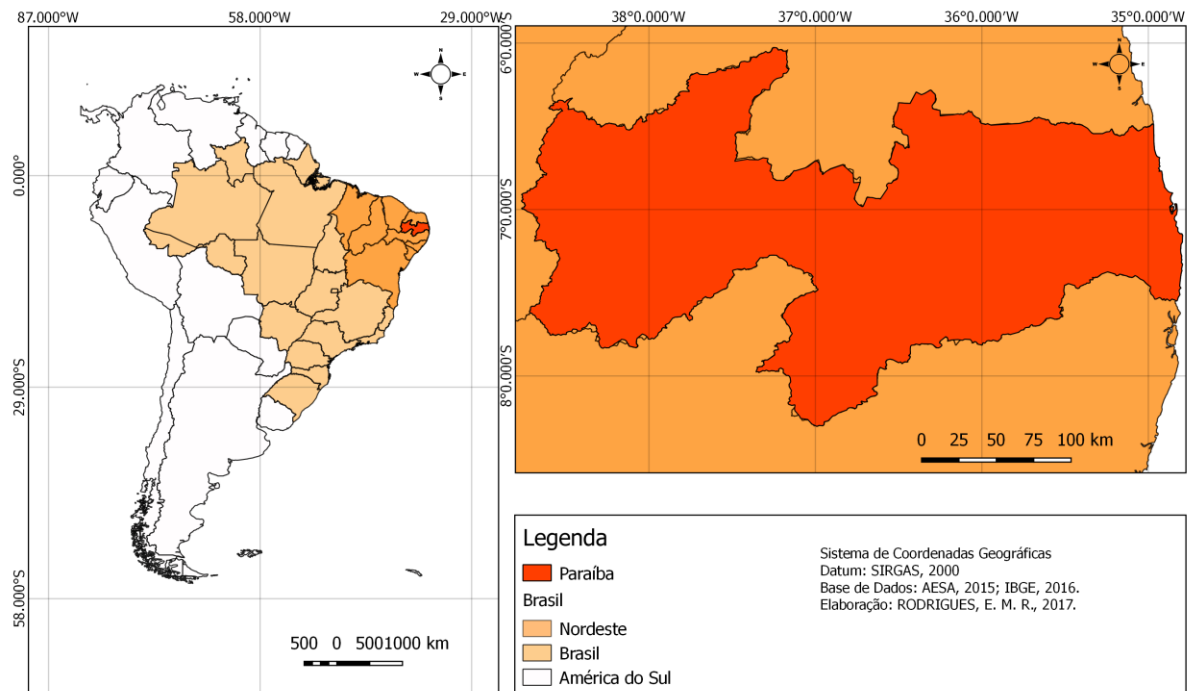 87.000°W 58.000°W 29.000°W
0.000°
29.000°S
58.000°S
N
W E
S
500 0 500 1000 km
38°0.000'W 37°0.000'W 36°0.000'W 35°0.000'W
6°0.000'S
7°0.000'S
8°0.000'S
N
W E
S
0 25 50 75 100 km
Legenda
Paraíba
Brasil
Nordeste
Brasil
América do Sul
Sistema de Coordenadas Geográficas
Datum: SIRGAS, 2000
Base de Dados: AESA, 2015; IBGE, 2016.
Elaboração: RODRIGUES, E. M. R., 2017.